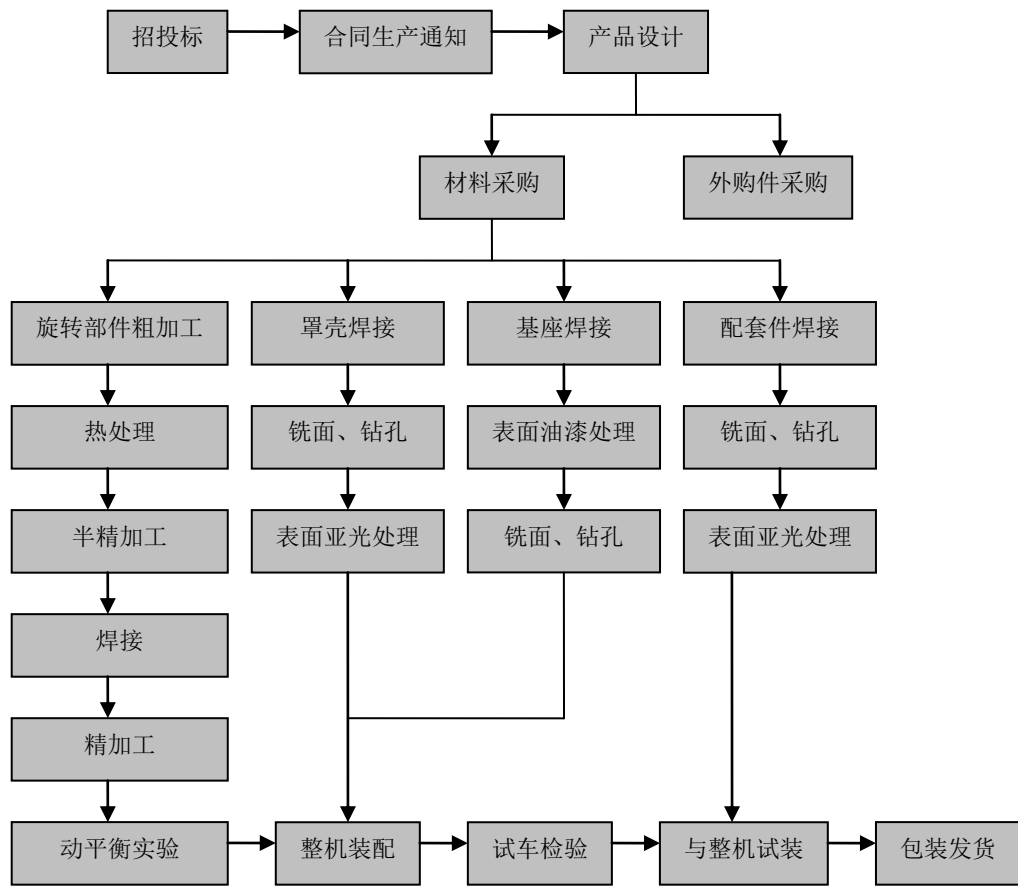 招投标
合同生产通知
产品设计
材料采购
外购件采购
旋转部件粗加工
罩壳焊接
基座焊接
配套件焊接
热处理
铣面、钻孔
表面油漆处理
铣面、钻孔
半精加工
表面亚光处理
铣面、钻孔
表面亚光处理
焊接
精加工
动平衡实验
整机装配
试车检验
与整机试装
包装发货